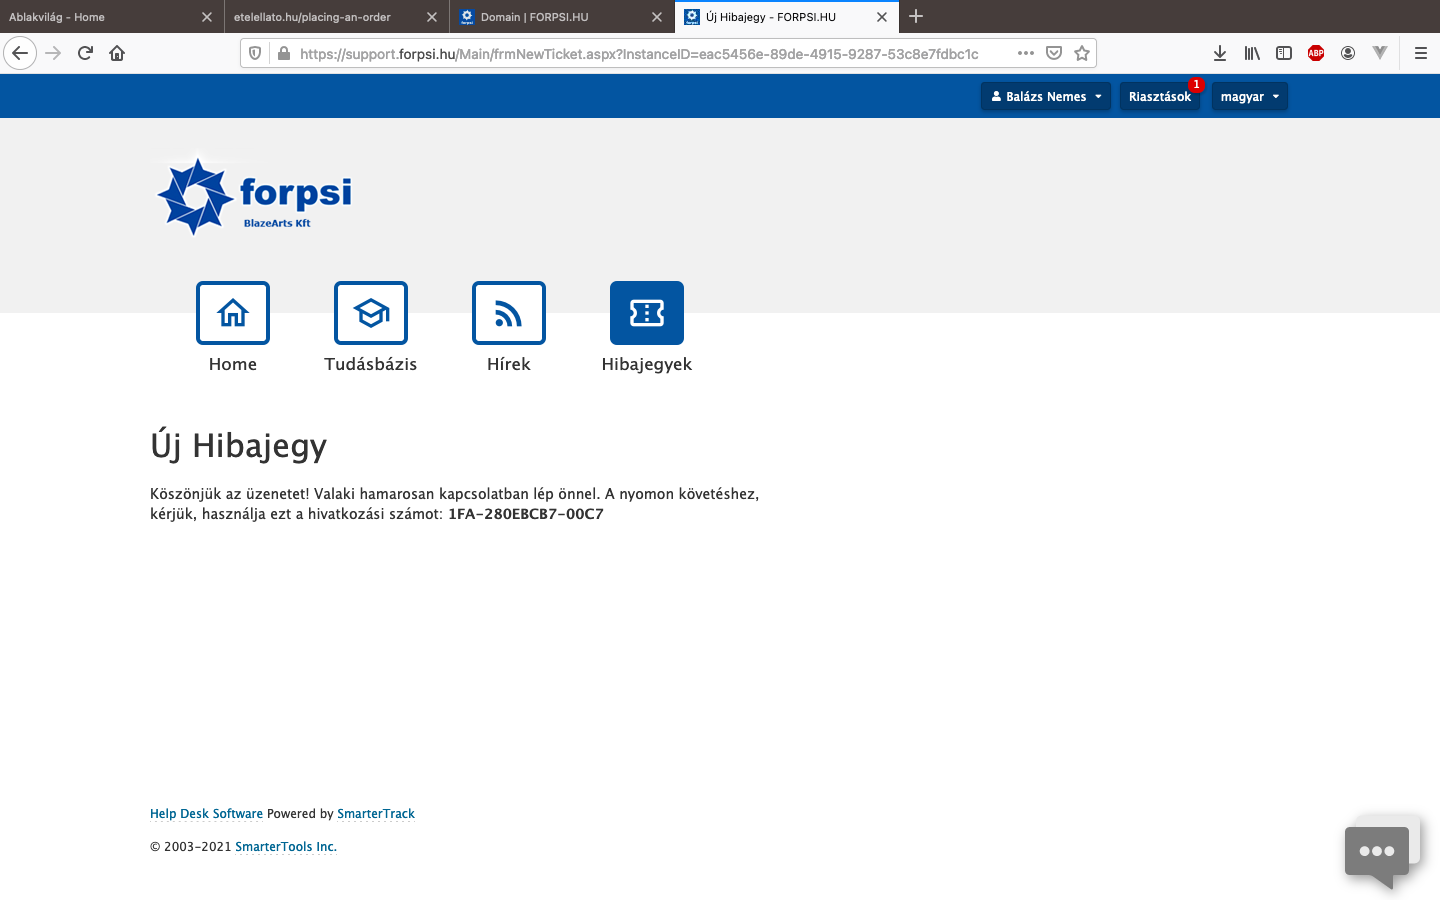 Ablakvilág - Home
etelellato.hu/placing-an-order
forpsi
Domain | FORPSI.HU
forpsi
Új Hibajegy - FORPSI.HU
https://support.forpsi.hu/Main/frmNewTicket.aspx?InstanceID=eac5456e-89de-4915-9287-53c8e7fdbc1c
ABP
Balázs Nemes
Riasztások
1
magyar
forpsi
BlazeArts Kft
Home
Tudásbázis
Hírek
Hibajegyek
Új Hibajegy
Köszönjük az üzenetet! Valaki hamarosan kapcsolatban lép önnel. A nyomon követéshez,
kérjük, használja ezt a hivatkozási számot: 1FA-280EBCB7-00C7
Help Desk Software Powered by SmarterTrack
© 2003-2021 SmarterTools Inc.